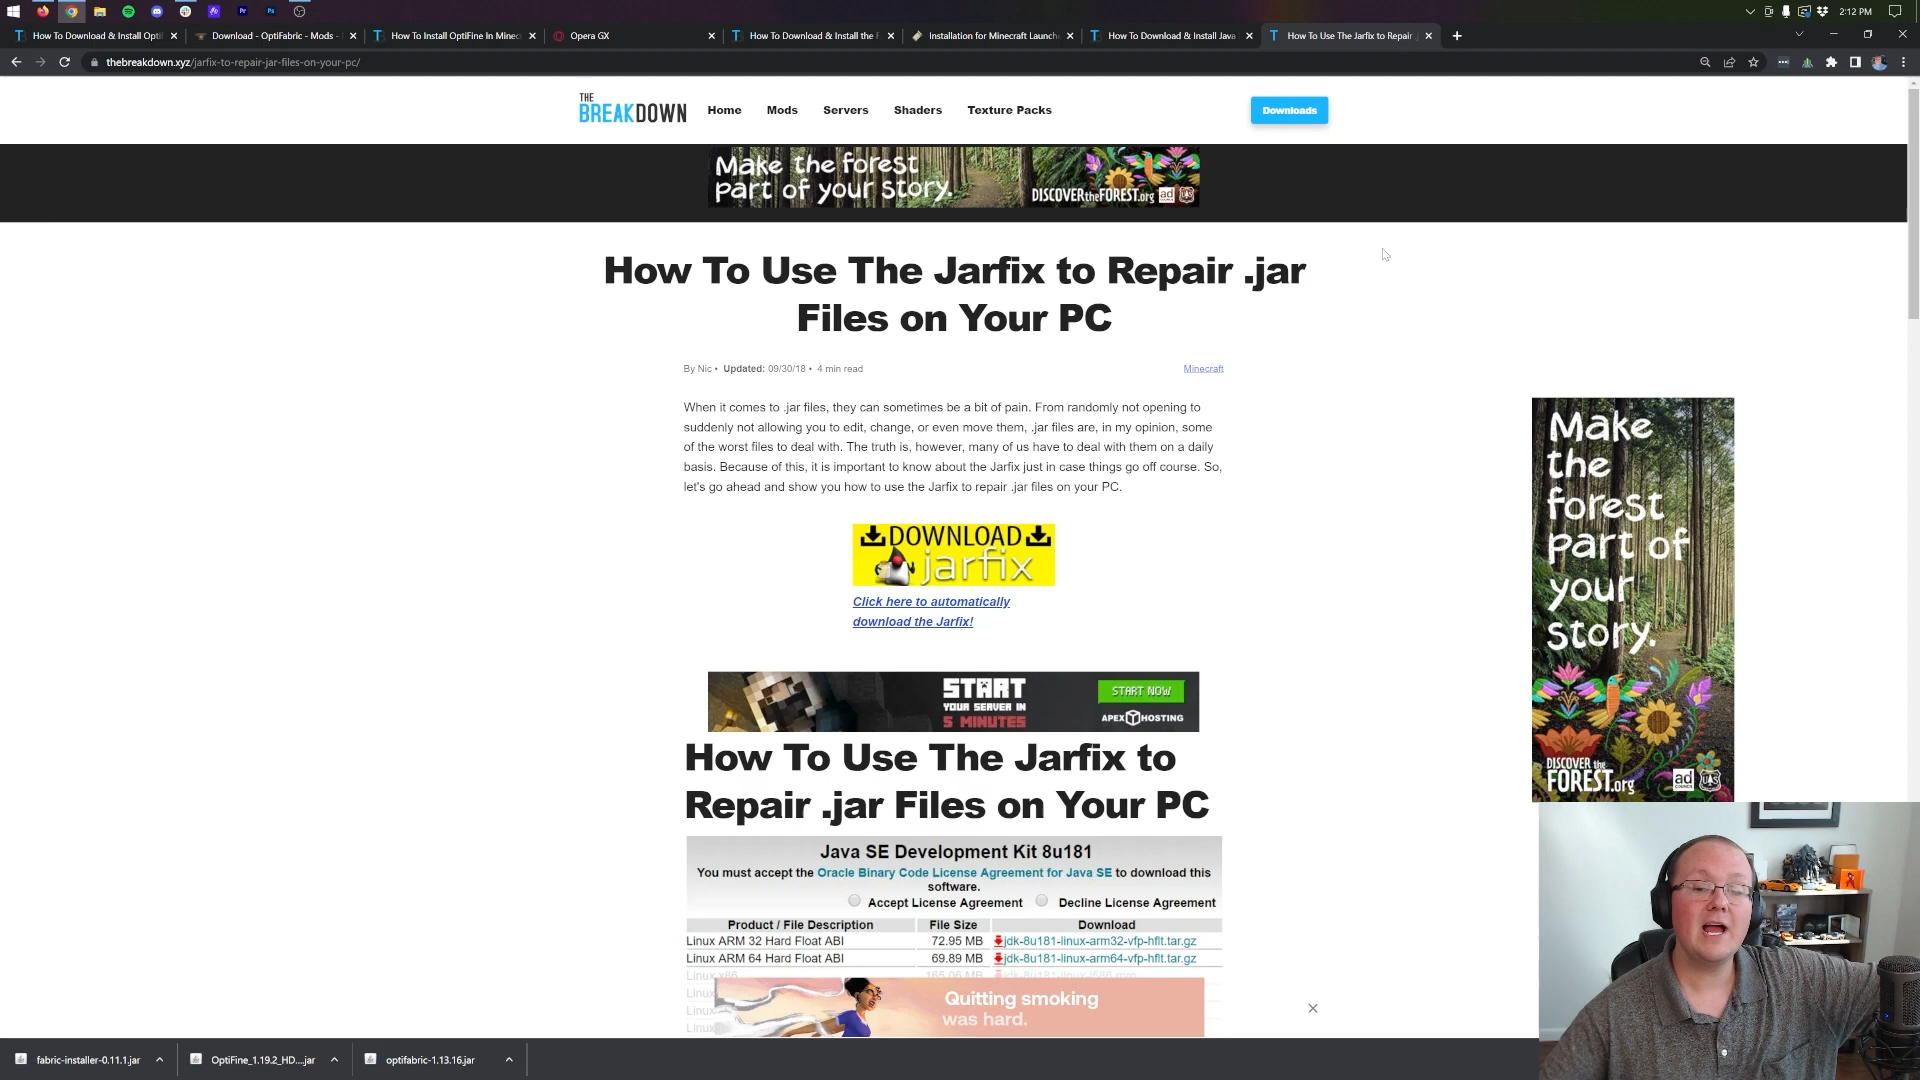 2:12 PM
How To Download & Install Opti
Download - OptiFabric - Mods -
How To Install OptiFine In Minec
Opera GX
How To Download & Install the F
Installation for Minecraft Launch
How To Download & Install Java
How To Use The Jarfix to Repair .
thebreakdown.xyz/jarfix-to-repair-jar-files-on-your-pc/
THE
BREAKDOWN
Home
Mods
Servers
Shaders
Texture Packs
Downloads
Make the forest
part of your story.
DISCOVERtheFOREST.org
ad
How To Use The Jarfix to Repair .jar
Files on Your PC
By Nic • Updated: 09/30/18 • 4 min read
Minecraft
When it comes to .jar files, they can sometimes be a bit of pain. From randomly not opening to
suddenly not allowing you to edit, change, or even move them, .jar files are, in my opinion, some
of the worst files to deal with. The truth is, however, many of us have to deal with them on a daily
basis. Because of this, it is important to know about the Jarfix just in case things go off course. So,
let's go ahead and show you how to use the Jarfix to repair .jar files on your PC.
DOWNLOAD
jarfix
Click here to automatically
download the Jarfix!
START
YOUR SERVER IN
5 MINUTES
START NOW
APEX HOSTING
Make
the
forest
part of
your
story.
DISCOVER the
FOREST.org
ad
COUNCIL
How To Use The Jarfix to
Repair .jar Files on Your PC
Java SE Development Kit 8u181
You must accept the Oracle Binary Code License Agreement for Java SE to download this
software.
Accept License Agreement Decline License Agreement
Product / File Description File Size Download
Linux ARM 32 Hard Float ABI 72.95 MB jdk-8u181-linux-arm32-vfp-hflt.tar.gz
Linux ARM 64 Hard Float ABI 69.89 MB jdk-8u181-linux-arm64-vfp-hflt.tar.gz
Linux x86 165.06 MB jdk-8u181-linux-i586.rpm
Linux
Linux
Linux
Quitting smoking
was hard.
fabric-installer-0.11.1.jar
OptiFine_1.19.2_HD....jar
optifabric-1.13.16.jar